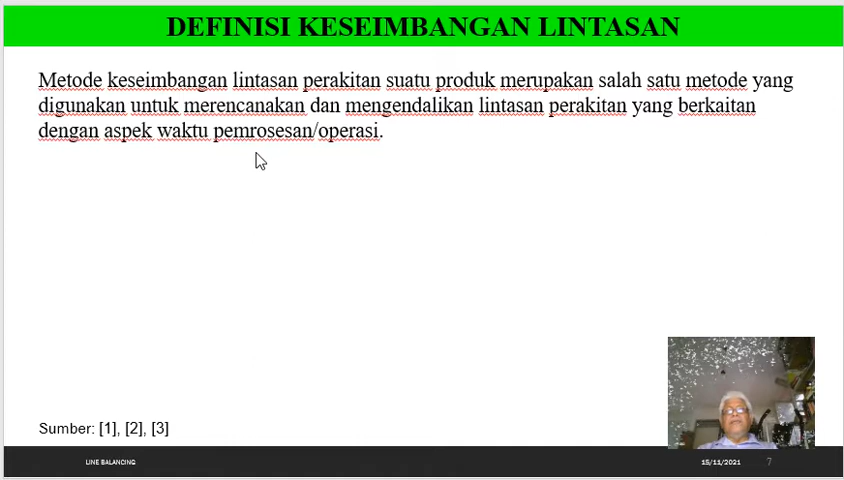 DEFINISI KESEIMBANGAN LINTASAN
Metode keseimbangan lintasan perakitan suatu produk merupakan salah satu metode yang
digunakan untuk merencanakan dan mengendalikan lintasan perakitan yang berkaitan
dengan aspek waktu pemrosesan/operasi.
Sumber: [1], [2], [3]
LINE BALANCING
15/11/2021
7